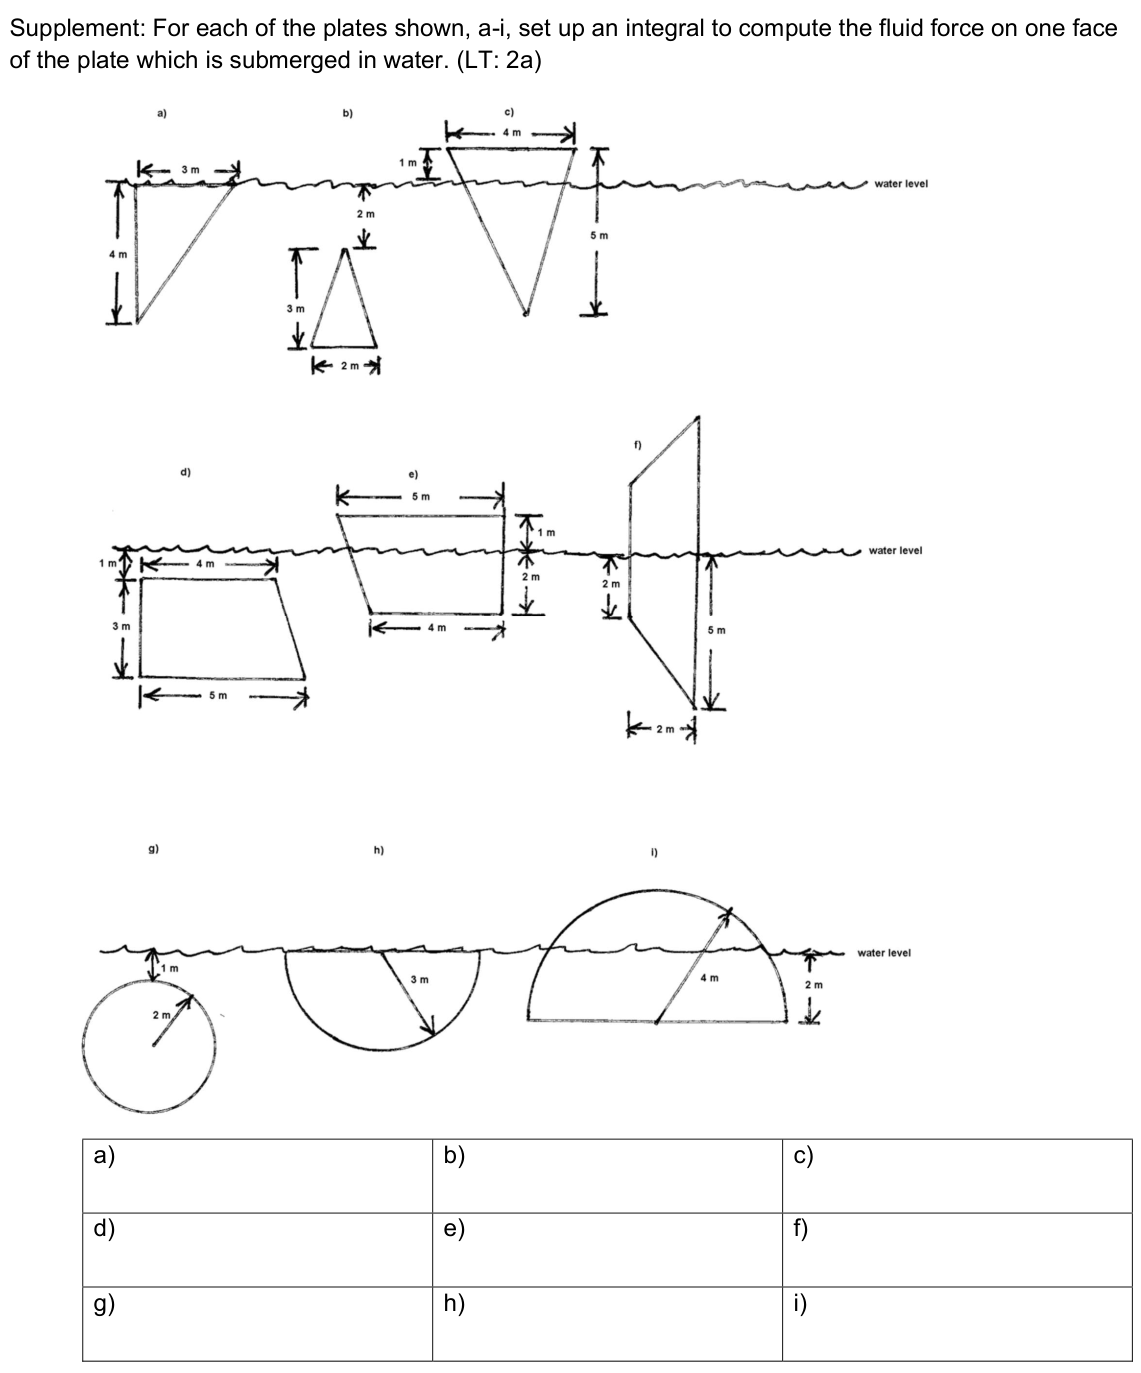 Supplement: For each of the plates shown, a-i, set up an integral to compute the fluid force on one face
of the plate which is submerged in water. (LT: 2a)
a)
b)
c)
4 m
3 m
1 m
water level
2 m
4 m
5 m
3 m
2 m
d)
e)
f)
5 m
1 m
water level
1 m
4 m
2 m
2 m
3 m
4 m
5 m
5 m
2 m
g)
h)
i)
water level
1 m
3 m
4 m
2 m
2 m
a)
b)
c)
d)
e)
f)
g)
h)
i)